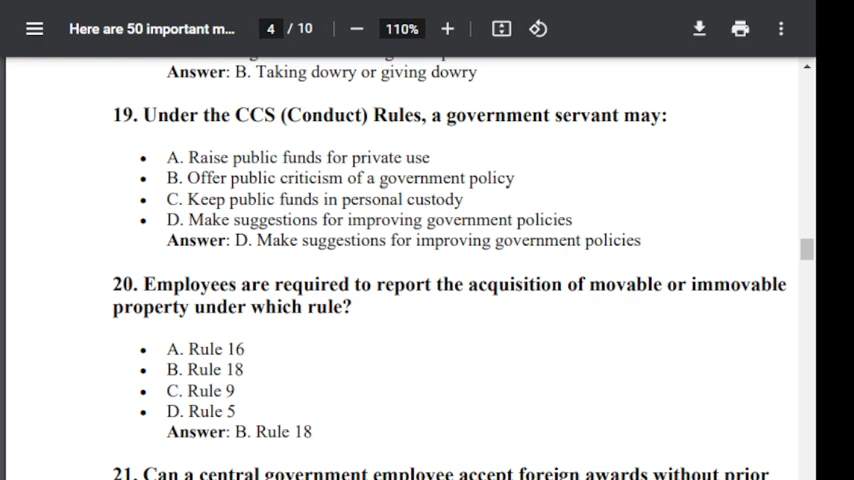 Here are 50 important m... 4 / 10 110%
Answer: B. Taking dowry or giving dowry
19. Under the CCS (Conduct) Rules, a government servant may:
• A. Raise public funds for private use
• B. Offer public criticism of a government policy
• C. Keep public funds in personal custody
• D. Make suggestions for improving government policies
Answer: D. Make suggestions for improving government policies
20. Employees are required to report the acquisition of movable or immovable
property under which rule?
• A. Rule 16
• B. Rule 18
• C. Rule 9
• D. Rule 5
Answer: B. Rule 18
21. Can a central government employee accept foreign awards without prior